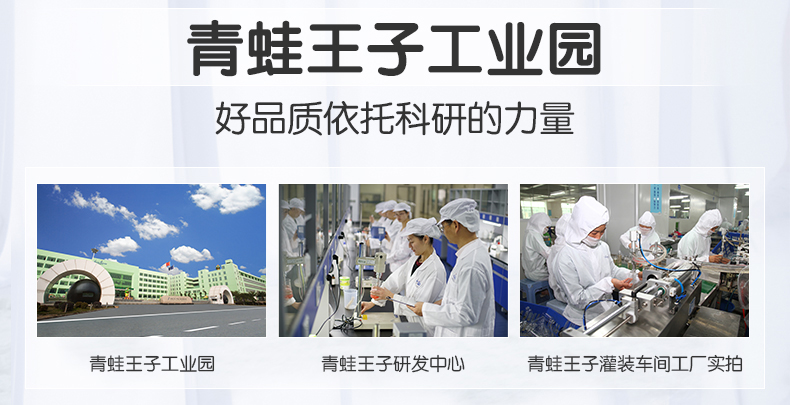 青蛙王子工业园
好品质依托科研的力量
青蛙王子工业园
青蛙王子研发中心
青蛙王子灌装车间工厂实拍